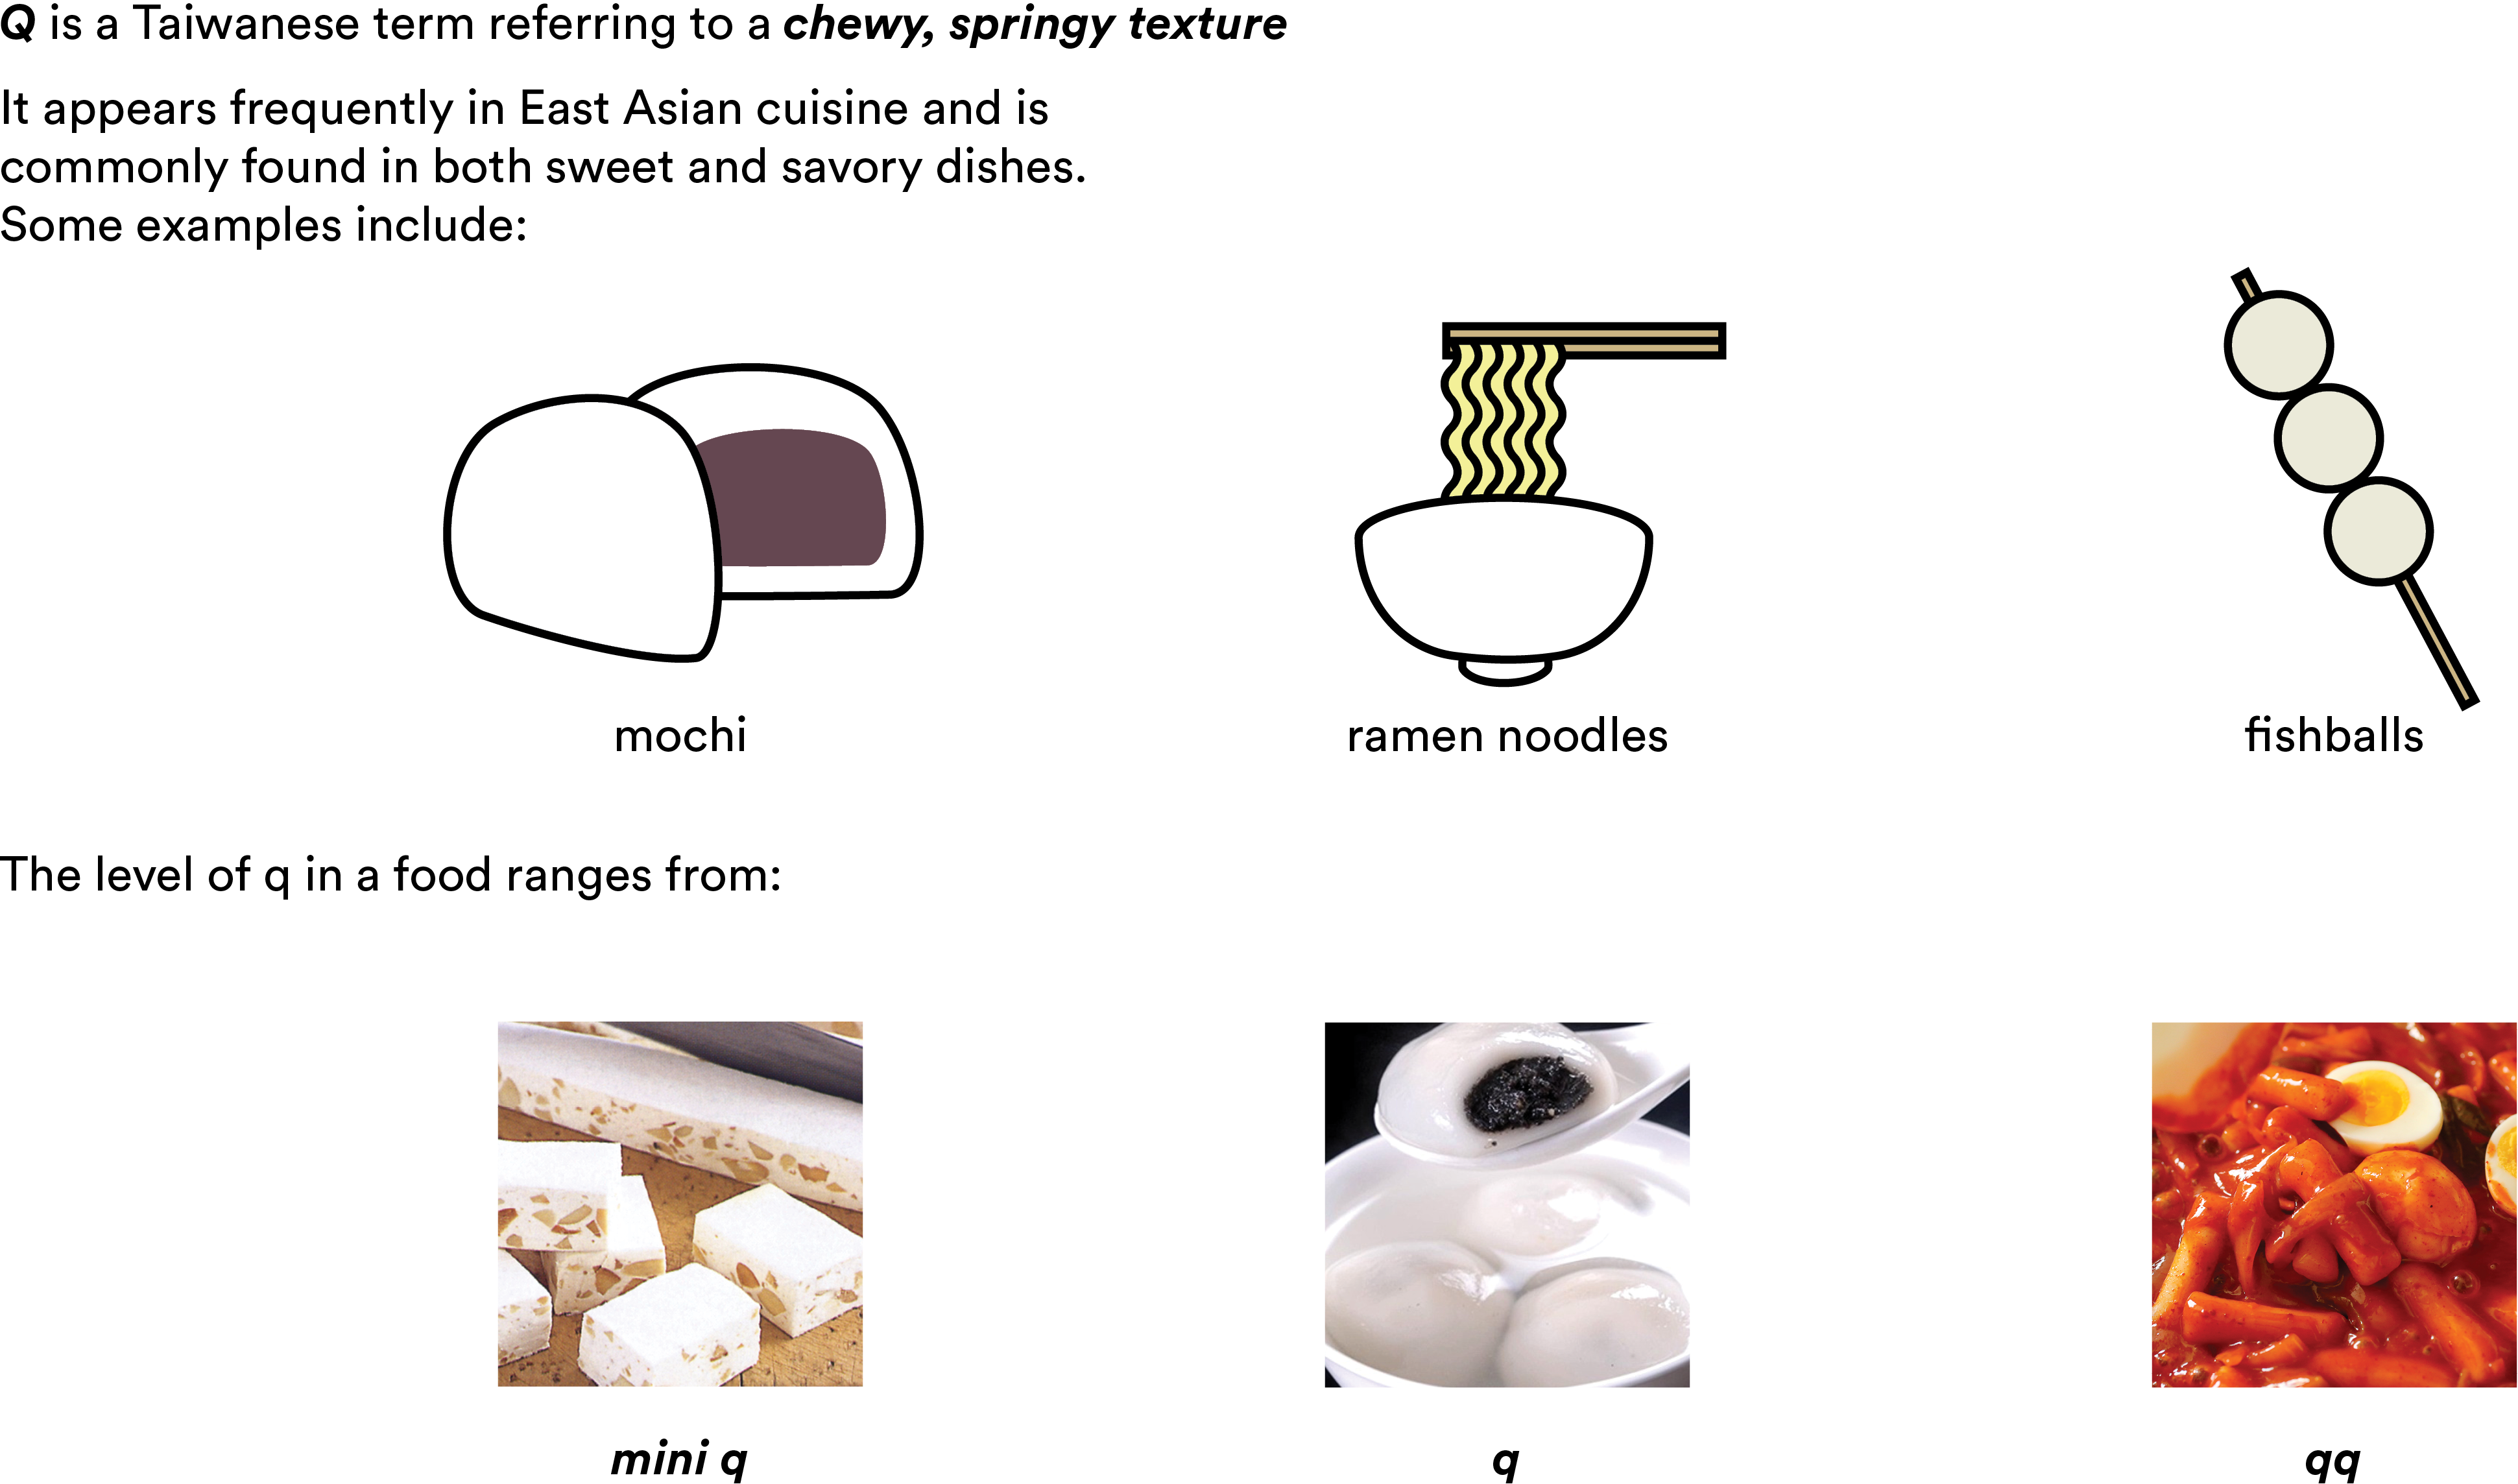 Q is a Taiwanese term referring to a chewy, springy texture
It appears frequently in East Asian cuisine and is
commonly found in both sweet and savory dishes.
Some examples include:
mochi
ramen noodles
fishballs
The level of q in a food ranges from:
mini q
q
qq